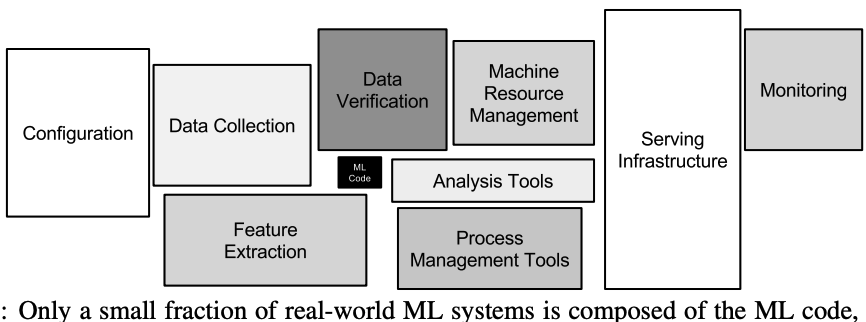 Configuration
Data Collection
Data
Verification
Machine
Resource
Management
Monitoring
Serving
Infrastructure
ML
Code
Analysis Tools
Feature
Extraction
Process
Management Tools
: Only a small fraction of real-world ML systems is composed of the ML code,